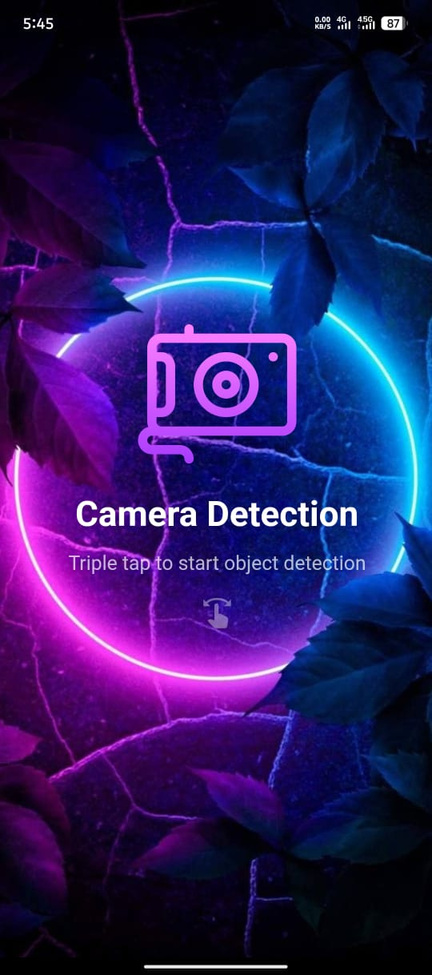 5:45
0.00 KB/S 4G 4.5G 87
Camera Detection
Triple tap to start object detection